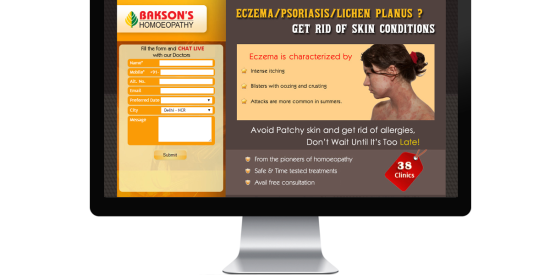 BAKSON'S
HOMOEOPATHY
Fill the form and CHAT LIVE
with our Doctors
Name*
Mobile* +91-
Alt. No.
Email
Preferred Date
City Delhi - NCR
Message
Submit
ECZEMA/PSORIASIS/LICHEN PLANUS ?
GET RID OF SKIN CONDITIONS
Eczema is characterized by
Intense itching
Blisters with oozing and crusting
Attacks are more common in summers.
Avoid Patchy skin and get rid of allergies,
Don't Wait Until It's Too Late!
From the pioneers of homoeopathy
Safe & Time tested treatments
Avail free consultation
38
Clinics